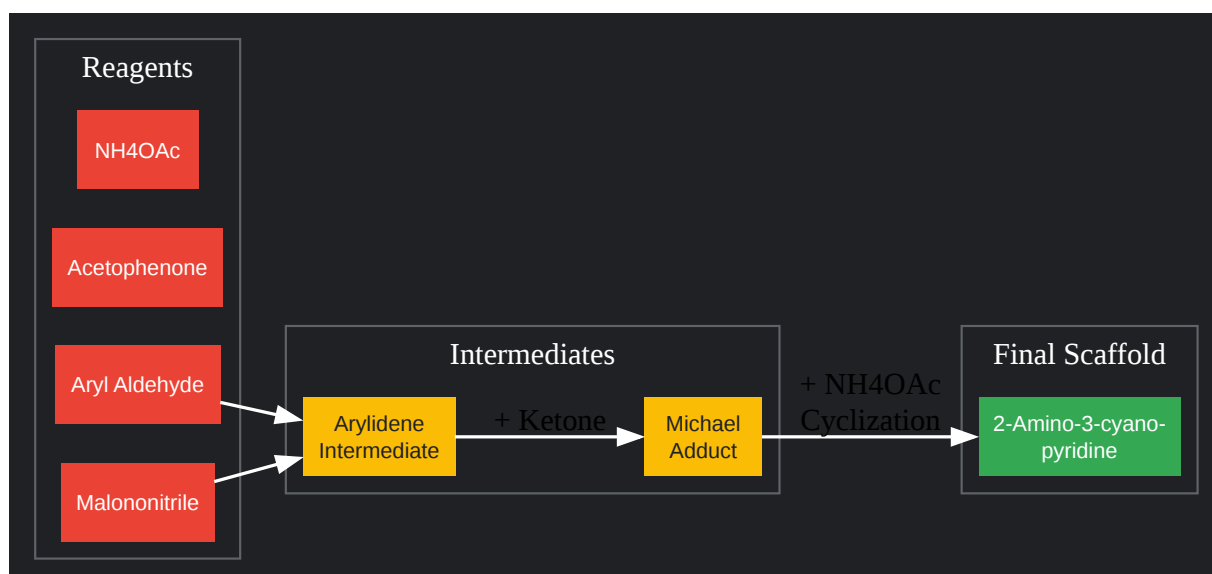 Reagents
NH4OAc
Acetophenone
Aryl Aldehyde
Malononitrile
Intermediates
Arylidene
Intermediate
+ Ketone
Michael
Adduct
+ NH4OAc
Cyclization
Final Scaffold
2-Amino-3-cyano-
pyridine